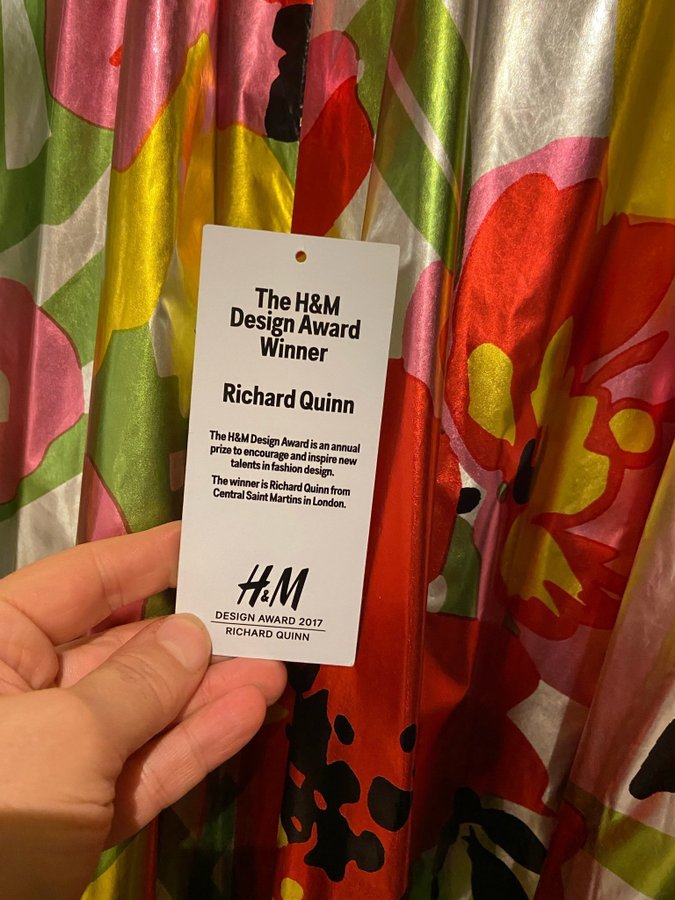 The H&M
Design Award
Winner
Richard Quinn
The H&M Design Award is an annual
prize to encourage and inspire new
talents in fashion design.
The winner is Richard Quinn from
Central Saint Martins in London.
H&M
DESIGN AWARD 2017
RICHARD QUINN